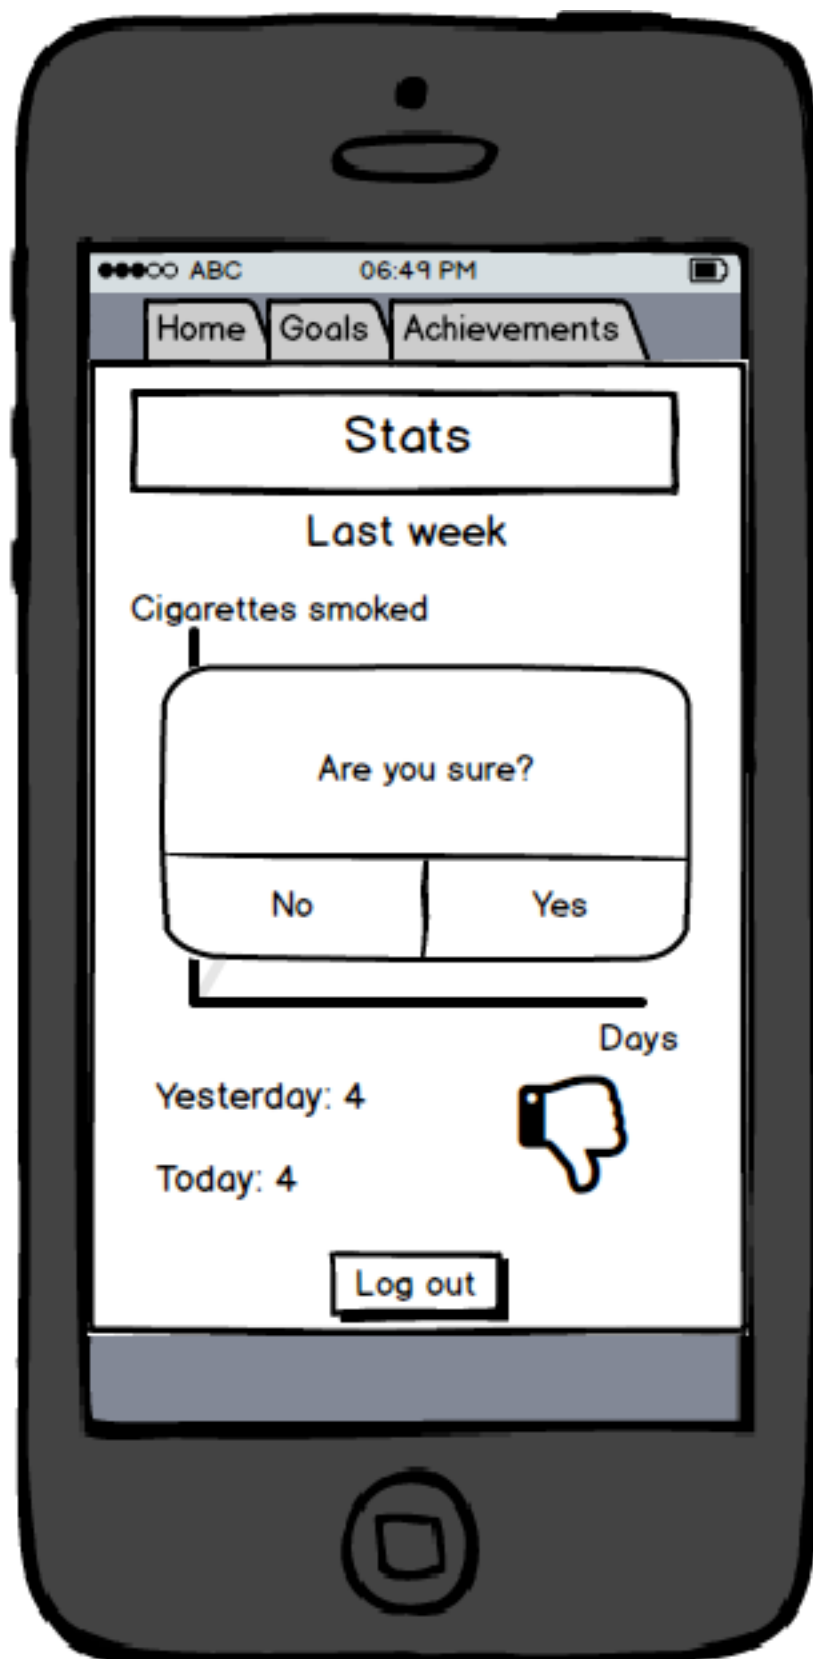 ABC 06:49 PM
Home Goals Achievements
Stats
Last week
Cigarettes smoked
Are you sure?
No Yes
Days
Yesterday: 4
Today: 4
Log out